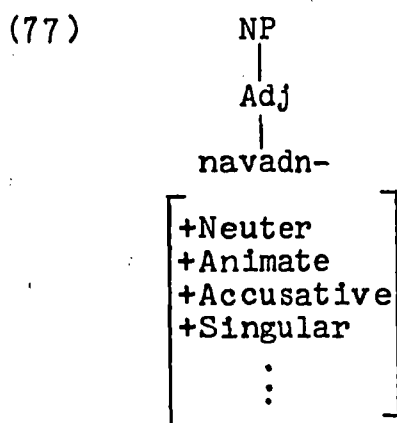 (77) NP
Adj
navadn-
+Neuter
+Animate
+Accusative
+Singular
⋮